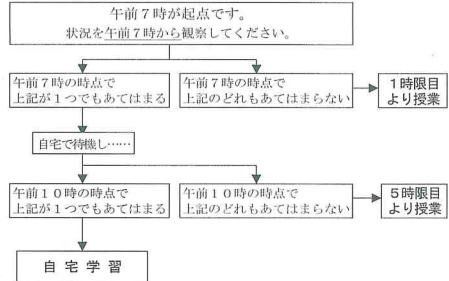 午前7時が起点です。
状況を午前7時から観察してください。
午前7時の時点で
上記が1つでもあてはまる
午前7時の時点で
上記のどれもあてはまらない
1時限目
より授業
自宅で待機し……
午前10時の時点で
上記が1つでもあてはまる
午前10時の時点で
上記のどれもあてはまらない
5時限目
より授業
自宅学習